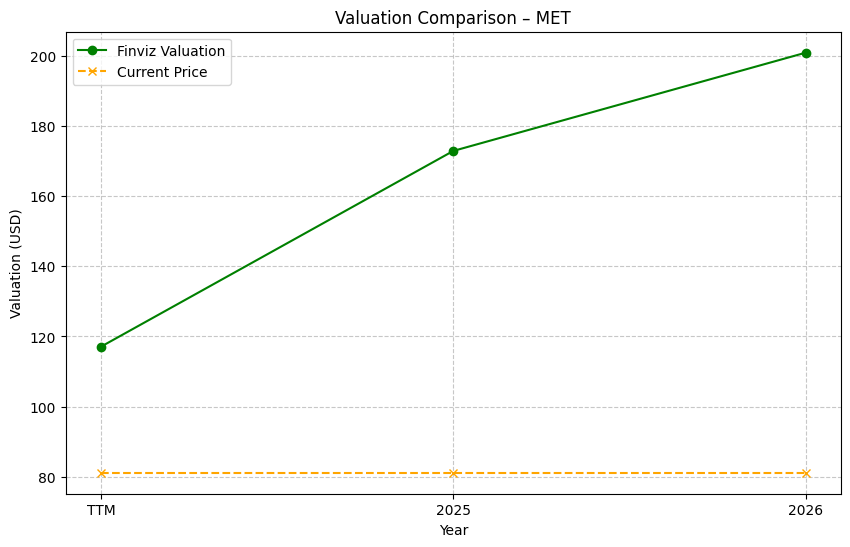 Valuation Comparison – MET
Finviz Valuation
Current Price
Valuation (USD)
200
180
160
140
120
100
80
TTM
2025
2026
Year